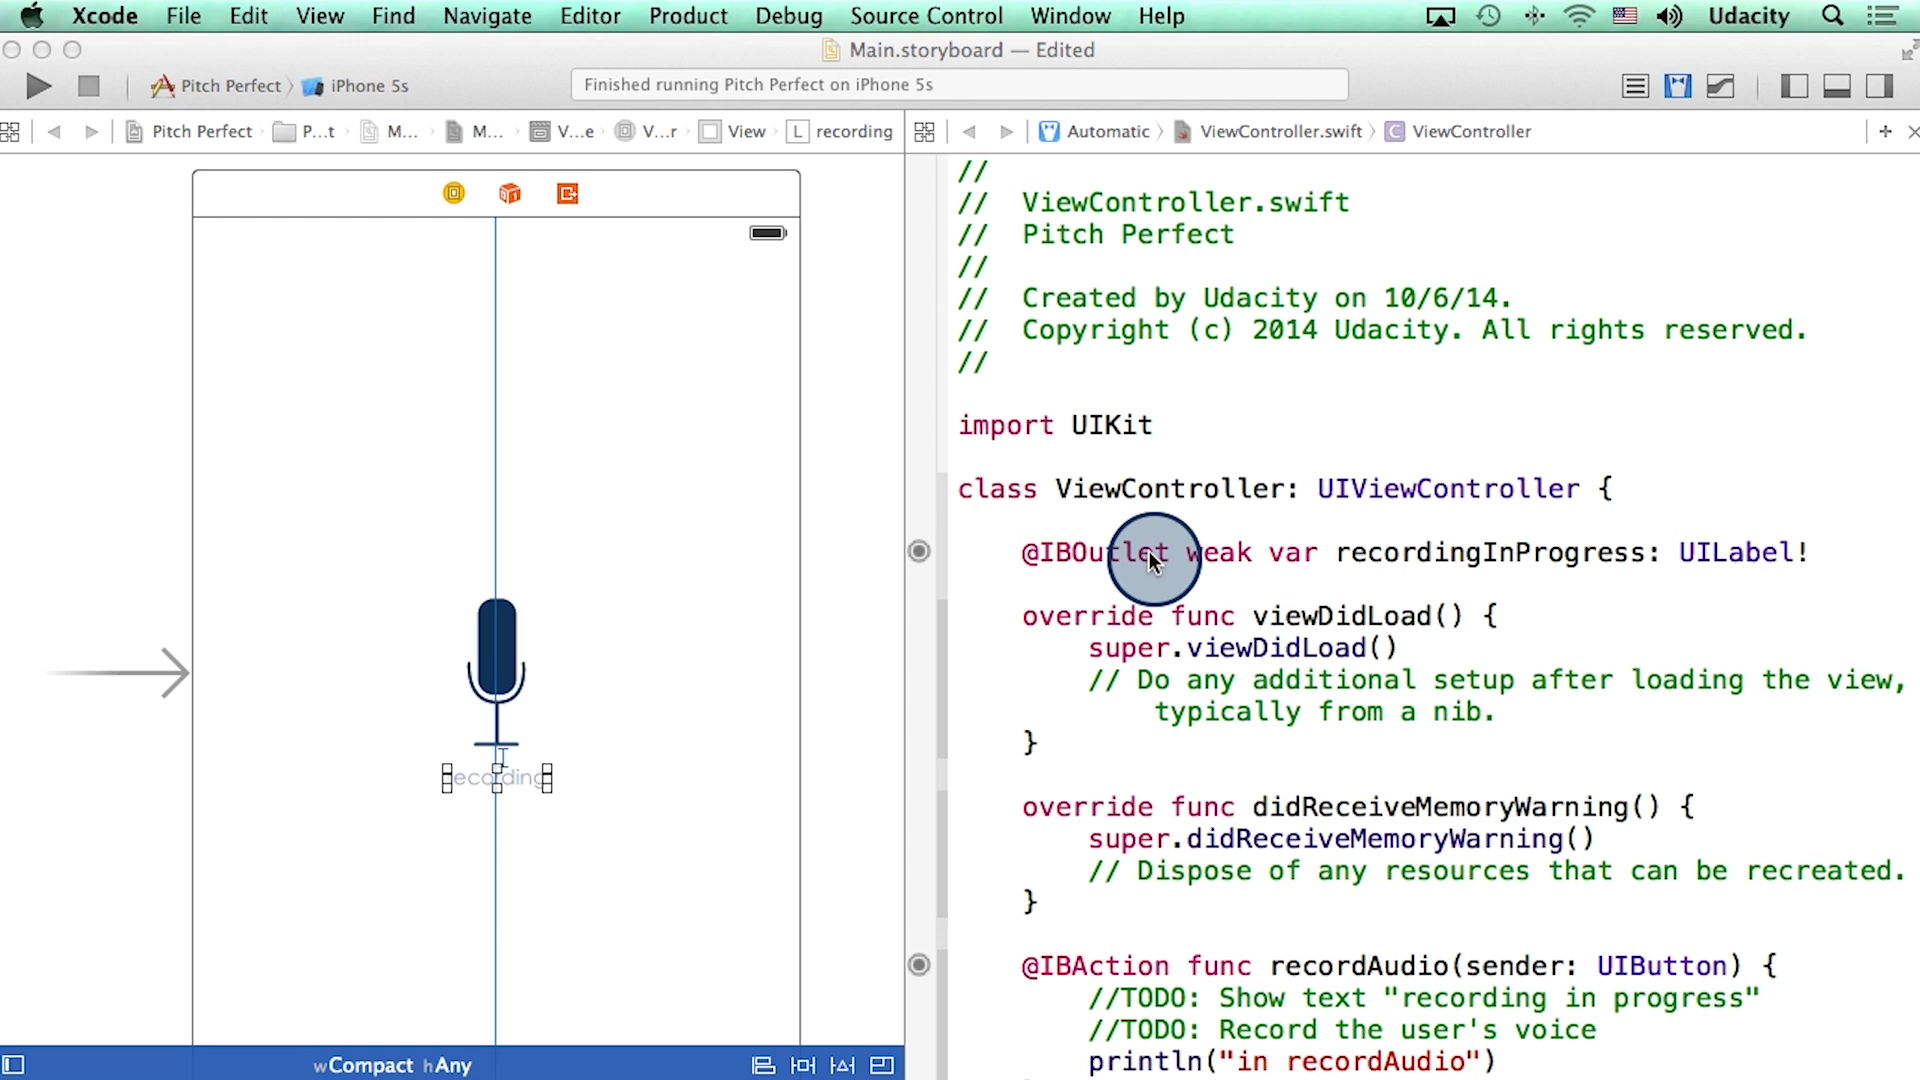 Xcode File Edit View Find Navigate Editor Product Debug Source Control Window Help Udacity
Main.storyboard — Edited
Pitch Perfect iPhone 5s Finished running Pitch Perfect on iPhone 5s
Pitch Perfect P...t M... M... V...e V...r View L recording Automatic ViewController.swift C ViewController
//
// ViewController.swift
// Pitch Perfect
//
// Created by Udacity on 10/6/14.
// Copyright (c) 2014 Udacity. All rights reserved.
//
import UIKit
class ViewController: UIViewController {
@IBOutlet weak var recordingInProgress: UILabel!
override func viewDidLoad() {
super.viewDidLoad()
// Do any additional setup after loading the view,
typically from a nib.
}
override func didReceiveMemoryWarning() {
super.didReceiveMemoryWarning()
// Dispose of any resources that can be recreated.
}
@IBAction func recordAudio(sender: UIButton) {
//TODO: Show text "recording in progress"
//TODO: Record the user's voice
println("in recordAudio")
recording
wCompact hAny